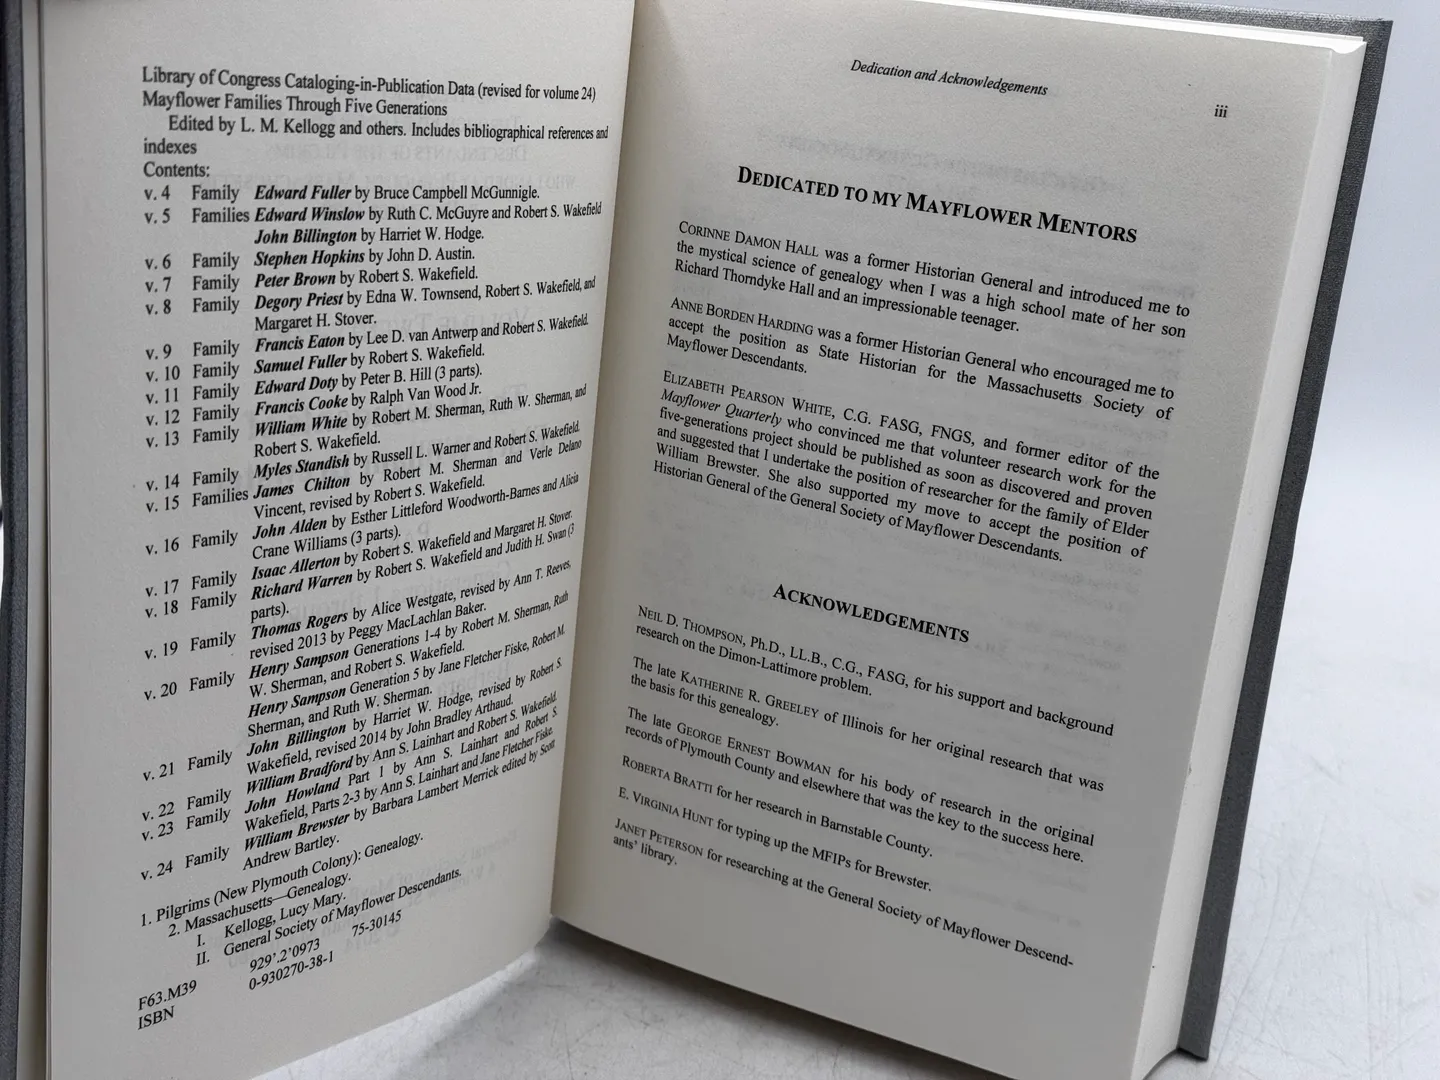 Library of Congress Cataloging-in-Publication Data (revised for volume 24)
Mayflower Families Through Five Generations
Edited by L. M. Kellogg and others. Includes bibliographical references and
indexes
Contents:
v. 4 Family Edward Fuller by Bruce Campbell McGunnigle.
v. 5 Families Edward Winslow by Ruth C. McGuyre and Robert S. Wakefield
John Billington by Harriet W. Hodge.
v. 6 Family Stephen Hopkins by John D. Austin.
v. 7 Family Peter Brown by Robert S. Wakefield.
v. 8 Family Degory Priest by Edna W. Townsend, Robert S. Wakefield, and
Margaret H. Stover.
v. 9 Family Francis Eaton by Lee D. van Antwerp and Robert S. Wakefield.
v. 10 Family Samuel Fuller by Robert S. Wakefield.
v. 11 Family Edward Doty by Peter B. Hill (3 parts).
v. 12 Family Francis Cooke by Ralph Van Wood Jr.
v. 13 Family William White by Robert M. Sherman, Ruth W. Sherman, and
Robert S. Wakefield.
v. 14 Family Myles Standish by Russell L. Warner and Robert S. Wakefield.
v. 15 Families James Chilton by Robert M. Sherman and Verle Delano
Vincent, revised by Robert S. Wakefield.
v. 16 Family John Alden by Esther Littleford Woodworth-Barnes and Alicia
Crane Williams (3 parts).
v. 17 Family Isaac Allerton by Robert S. Wakefield and Margaret H. Stover.
v. 18 Family Richard Warren by Robert S. Wakefield and Judith H. Swan (3
parts).
v. 19 Family Thomas Rogers by Alice Westgate, revised by Ann T. Reeves,
revised 2013 by Peggy MacLachlan Baker.
v. 20 Family Henry Sampson Generations 1-4 by Robert M. Sherman, Ruth
W. Sherman, and Robert S. Wakefield.
Henry Sampson Generation 5 by Jane Fletcher Fiske, Robert M.
Sherman, and Ruth W. Sherman.
v. 21 Family John Billington by Harriet W. Hodge, revised by Robert S.
Wakefield, revised 2014 by John Bradley Arthaud.
v. 22 Family William Bradford by Ann S. Lainhart and Robert S. Wakefield.
v. 23 Family John Howland Part 1 by Ann S. Lainhart and Robert S.
Wakefield, Parts 2-3 by Ann S. Lainhart and Jane Fletcher Fiske.
v. 24 Family William Brewster by Barbara Lambert Merrick edited by Scott
Andrew Bartley.
1. Pilgrims (New Plymouth Colony): Genealogy.
2. Massachusetts—Genealogy.
I. Kellogg, Lucy Mary.
II. General Society of Mayflower Descendants.
F63.M39 929'.2'0973 75-30145
ISBN 0-930270-38-1
Dedication and Acknowledgements
iii
DEDICATED TO MY MAYFLOWER MENTORS
CORINNE DAMON HALL was a former Historian General and introduced me to
the mystical science of genealogy when I was a high school mate of her son
Richard Thorndyke Hall and an impressionable teenager.
ANNE BORDEN HARDING was a former Historian General who encouraged me to
accept the position as State Historian for the Massachusetts Society of
Mayflower Descendants.
ELIZABETH PEARSON WHITE, C.G. FASG, FNGS, and former editor of the
Mayflower Quarterly who convinced me that volunteer research work for the
five-generations project should be published as soon as discovered and proven
and suggested that I undertake the position of researcher for the family of Elder
William Brewster. She also supported my move to accept the position of
Historian General of the General Society of Mayflower Descendants.
ACKNOWLEDGEMENTS
NEIL D. THOMPSON, Ph.D., LL.B., C.G., FASG, for his support and background
research on the Dimon-Lattimore problem.
The late KATHERINE R. GREELEY of Illinois for her original research that was
the basis for this genealogy.
The late GEORGE ERNEST BOWMAN for his body of research in the original
records of Plymouth County and elsewhere that was the key to the success here.
ROBERTA BRATTI for her research in Barnstable County.
E. VIRGINIA HUNT for typing up the MFIPs for Brewster.
JANET PETERSON for researching at the General Society of Mayflower Descend-
ants' library.